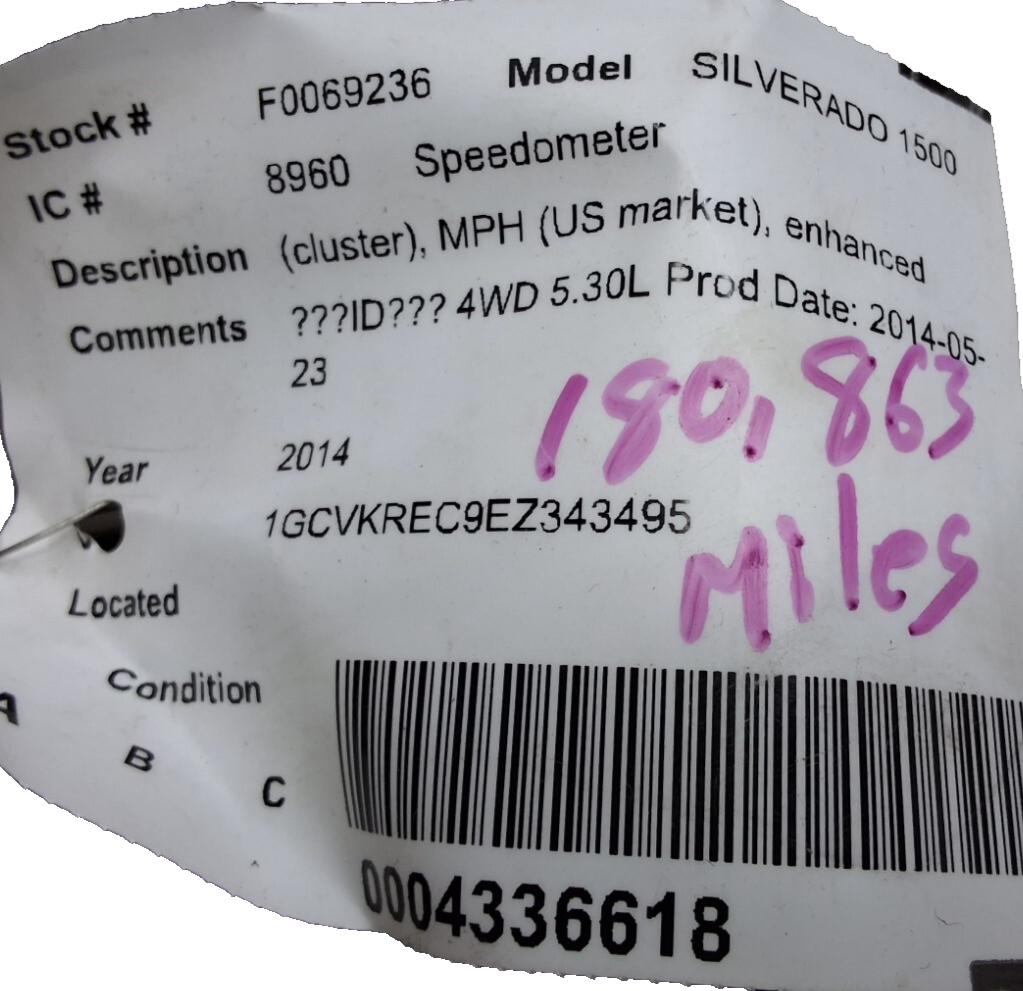 Stock # F0069236 Model SILVERADO 1500
IC # 8960 Speedometer
Description (cluster), MPH (US market), enhanced
Comments ???ID??? 4WD 5.30L Prod Date: 2014-05-
23
180,863
Miles
Year 2014
1GCVKREC9EZ343495
Located
Condition
A B C
0004336618